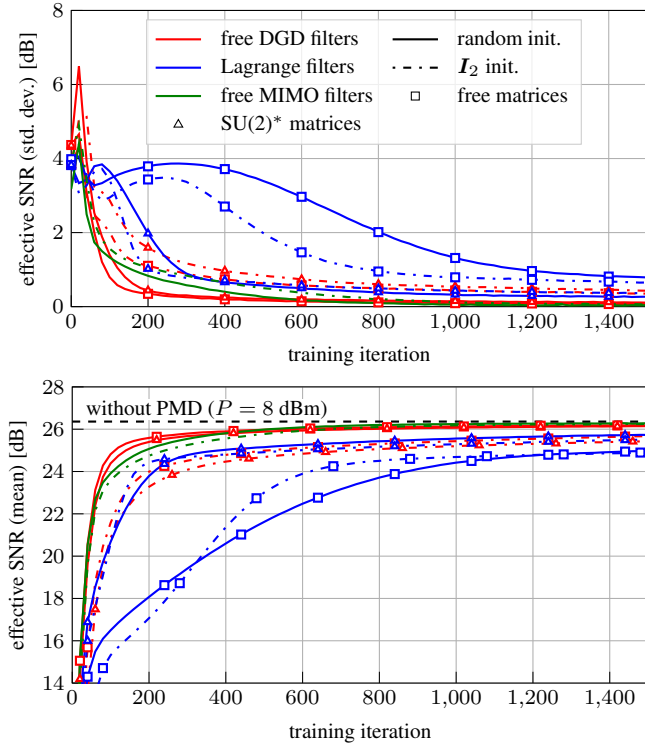 effective SNR (std. dev.) [dB]
8
6
4
2
0
free DGD filters
Lagrange filters
free MIMO filters
SU(2)* matrices
random init.
I₂ init.
free matrices
0 200 400 600 800 1,000 1,200 1,400
training iteration
effective SNR (mean) [dB]
28
26
24
22
20
18
16
14
without PMD (P = 8 dBm)
0 200 400 600 800 1,000 1,200 1,400
training iteration